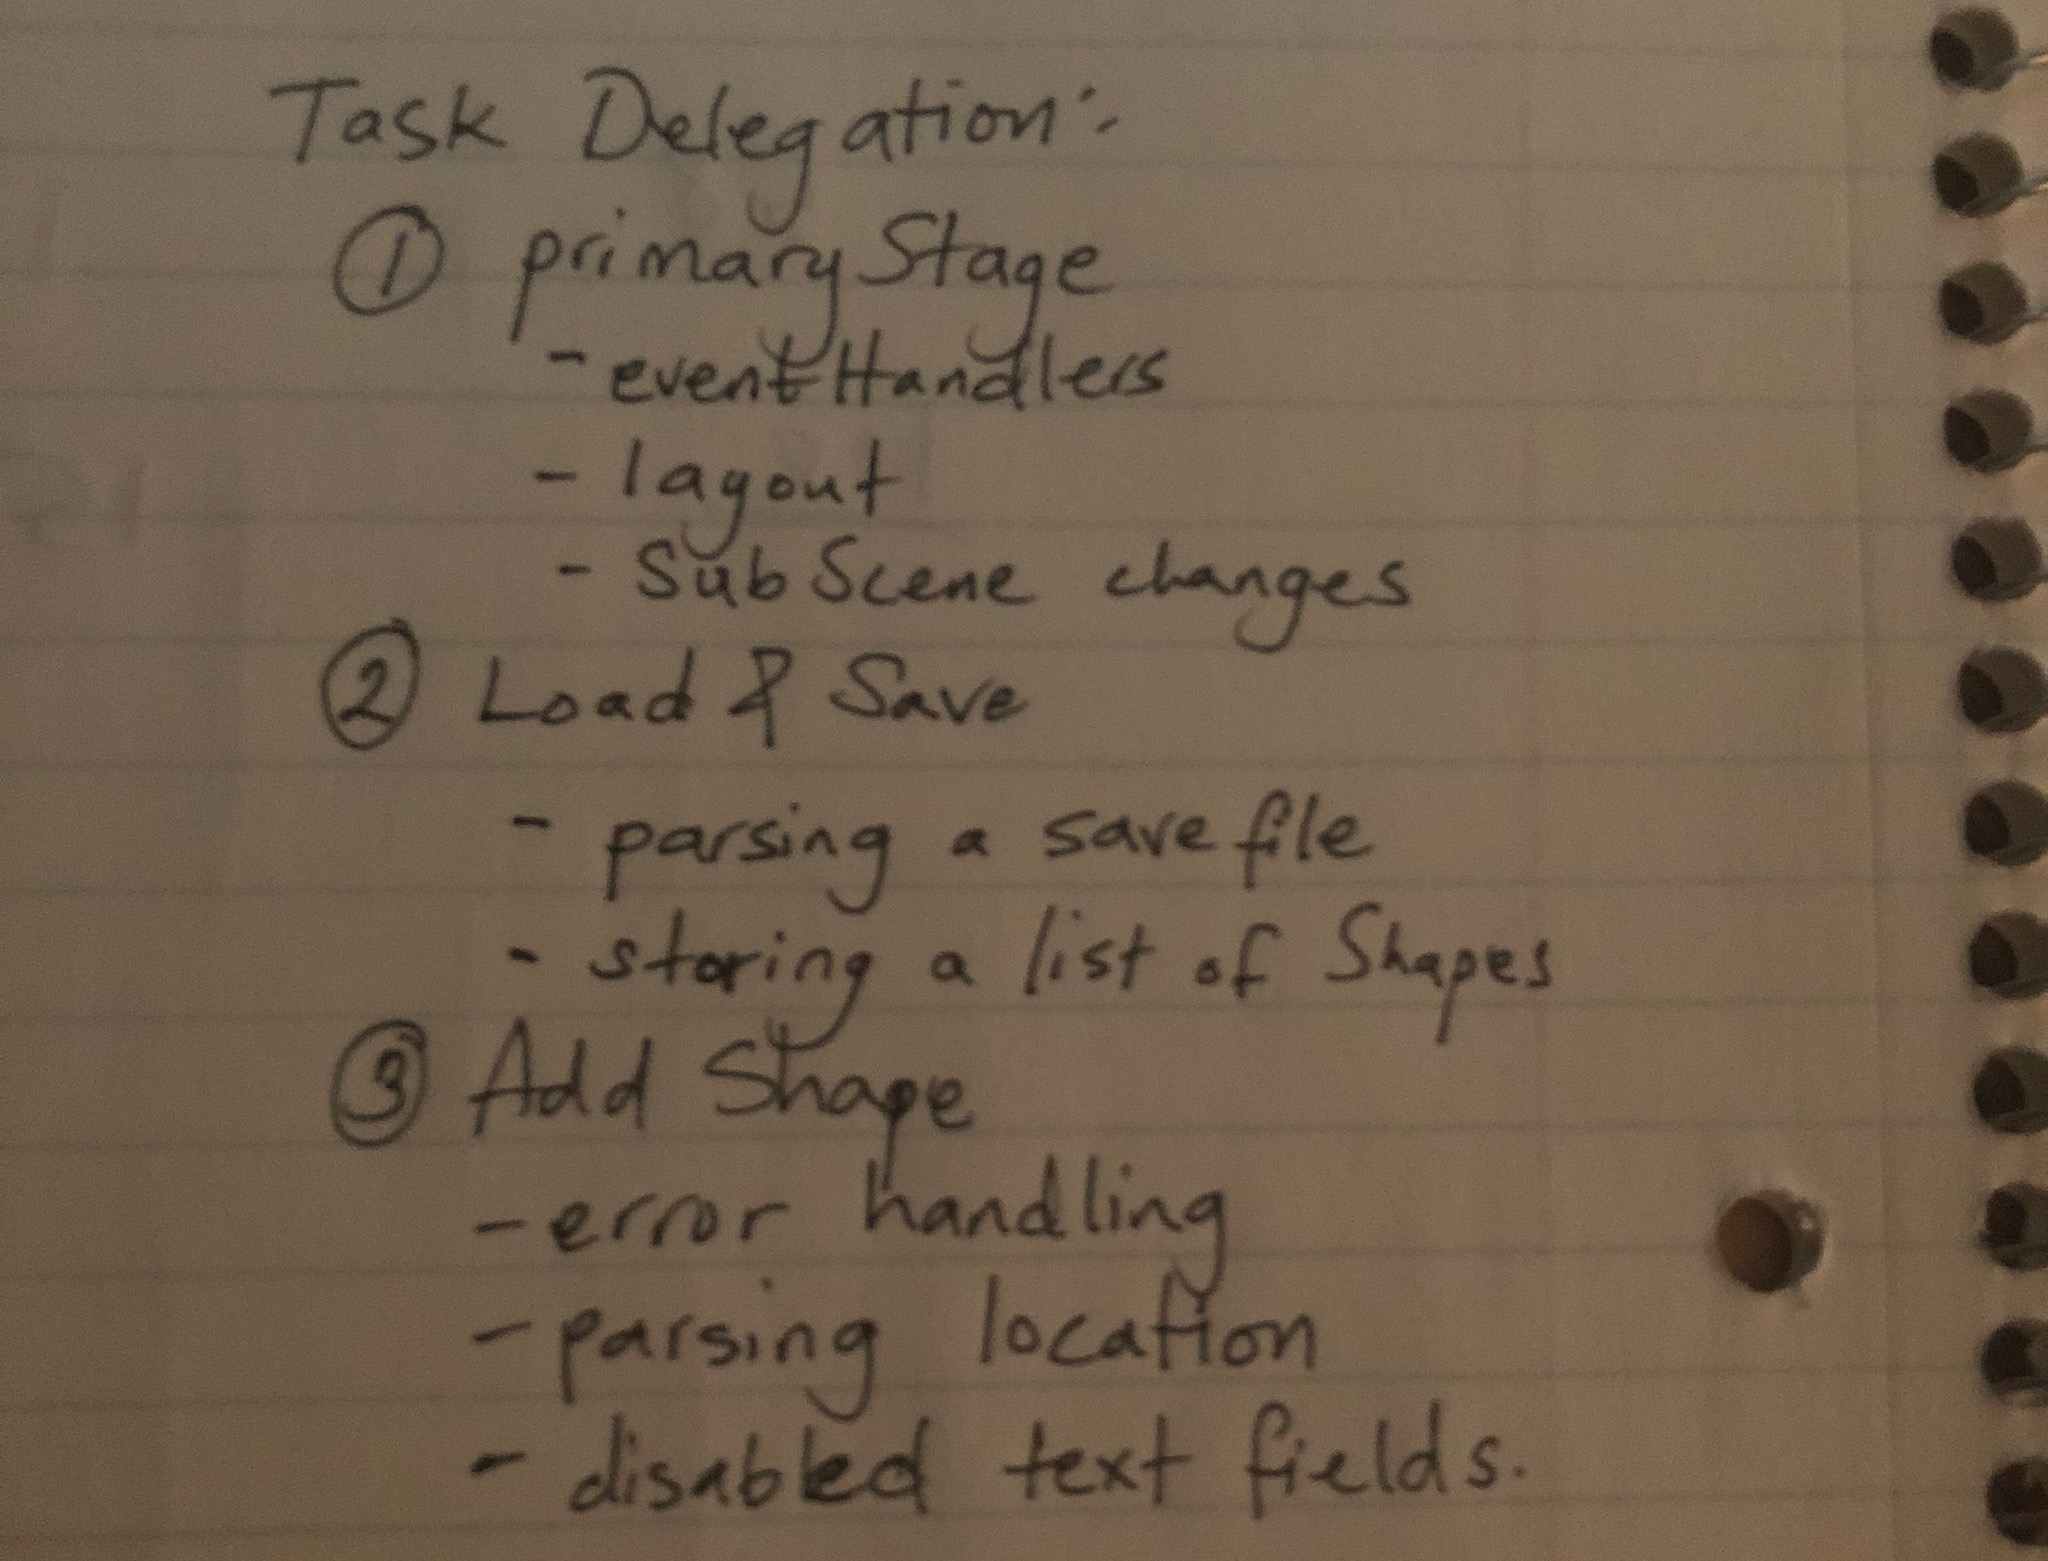 Task Delegation:
① primaryStage
- eventHandlers
- layout
- SubScene changes
② Load & Save
- parsing a save file
- storing a list of Shapes
③ Add Shape
- error handling
- parsing location
- disabled text fields.